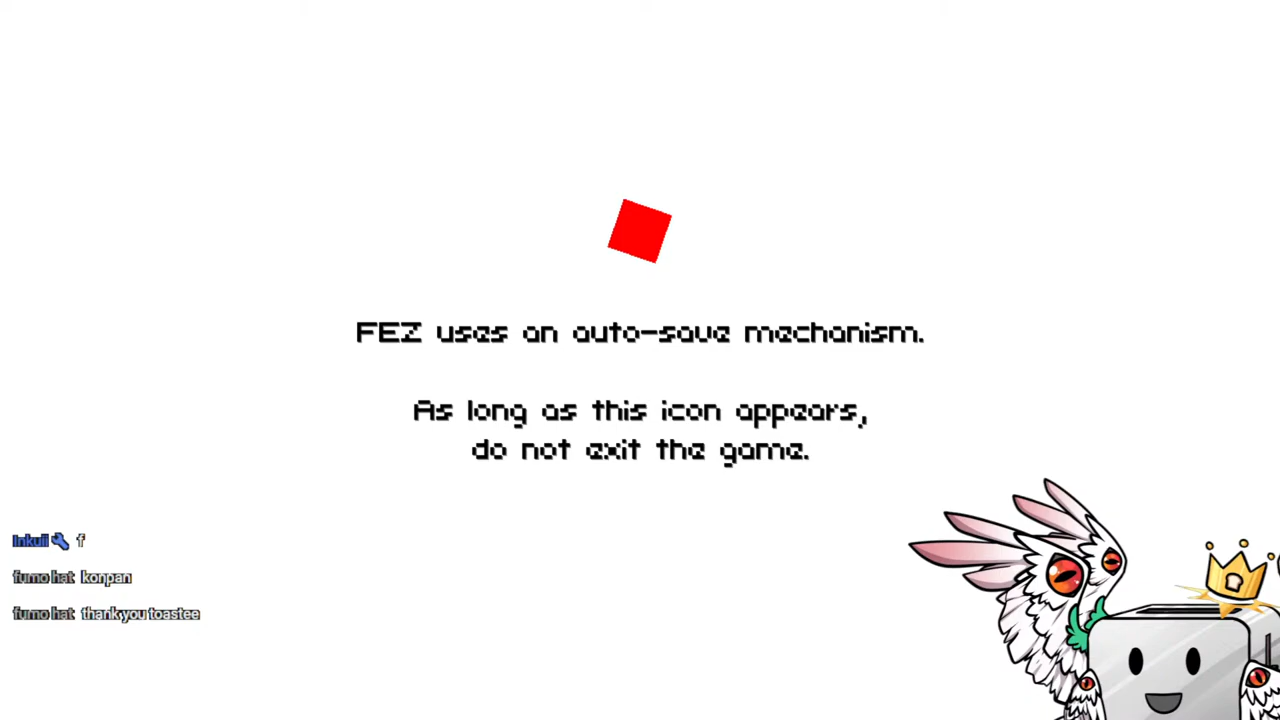 FEZ uses an auto-save mechanism.
As long as this icon appears,
do not exit the game.
Inkuii f
fumo hat konpan
fumo hat thank you toastee